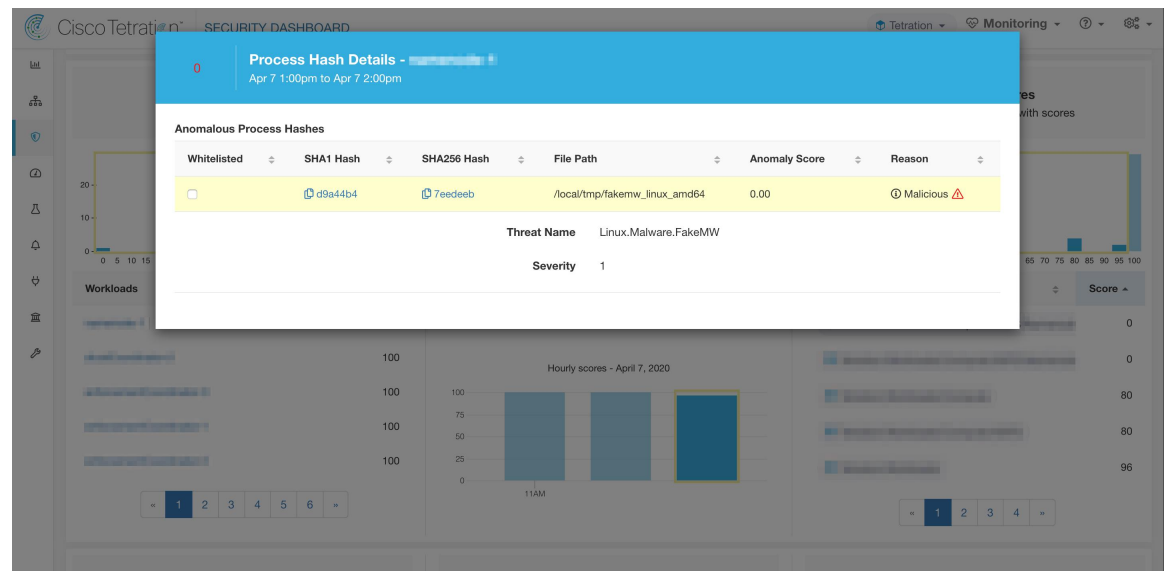 Cisco Tetration™ SECURITY DASHBOARD Tetration Monitoring
0 Process Hash Details -
Apr 7 1:00pm to Apr 7 2:00pm
with scores
Anomalous Process Hashes
Whitelisted SHA1 Hash SHA256 Hash File Path Anomaly Score Reason
d9a44b4 7eedeeb /local/tmp/fakemw_linux_amd64 0.00 Malicious
Threat Name Linux.Malware.FakeMW
Severity 1
20
10
0
0 5 10 15
65 70 75 80 85 90 95 100
Workloads
Score
0
100
0
100
80
100
80
100
96
Hourly scores - April 7, 2020
100
75
50
25
0
11AM
« 1 2 3 4 5 6 »
« 1 2 3 4 »